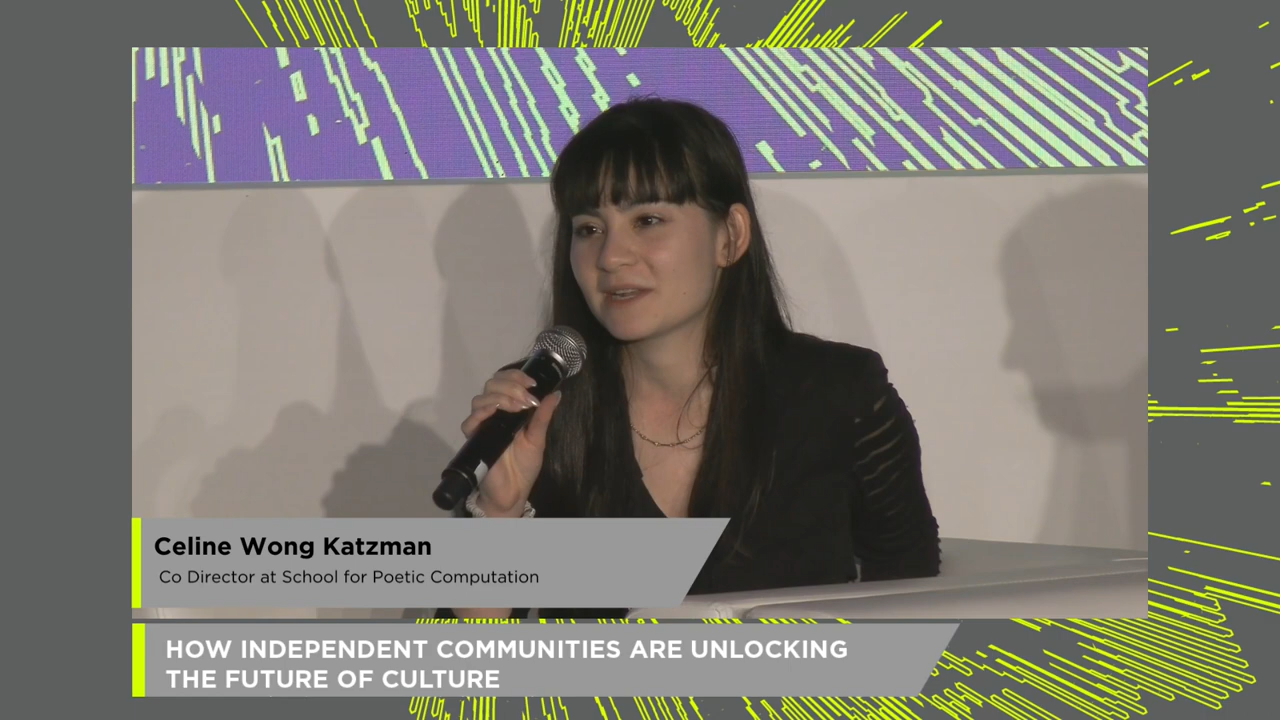 Celine Wong Katzman
Co Director at School for Poetic Computation
HOW INDEPENDENT COMMUNITIES ARE UNLOCKING
THE FUTURE OF CULTURE